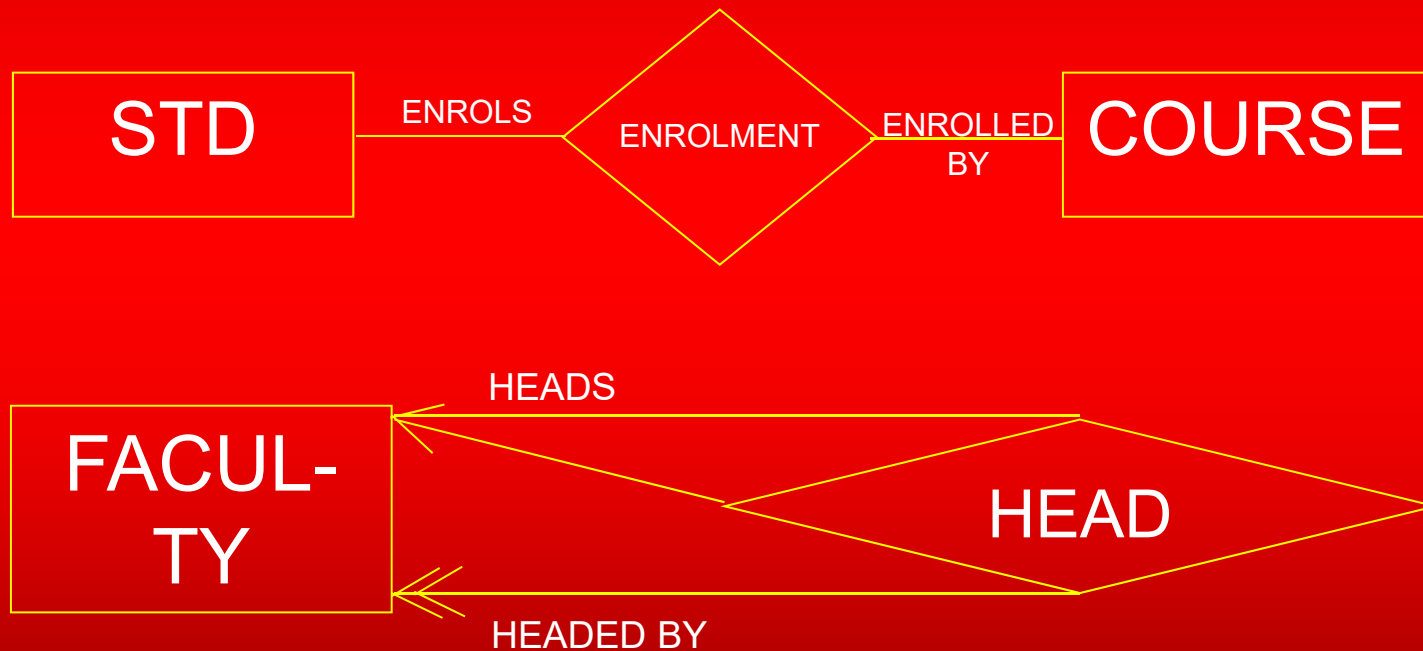 STD
ENROLS
ENROLMENT
ENROLLED
BY
COURSE
HEADS
FACUL-
TY
HEAD
HEADED BY